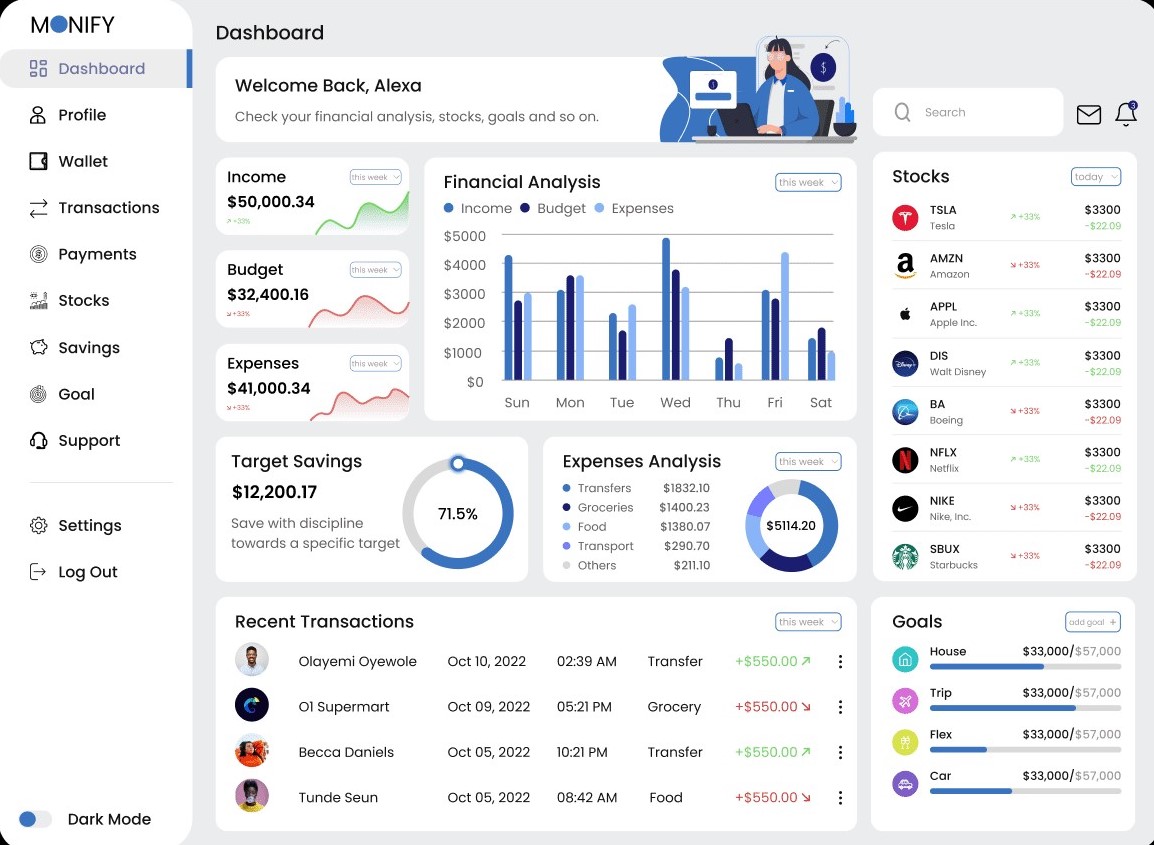 MONIFY
Dashboard
Profile
Wallet
Transactions
Payments
Stocks
Savings
Goal
Support
Settings
Log Out
Dark Mode
Dashboard
Welcome Back, Alexa
Check your financial analysis, stocks, goals and so on.
$
Search
3
Income
this week
$50,000.34
+33%
Budget
this week
$32,400.16
+33%
Expenses
this week
$41,000.34
+33%
Financial Analysis
this week
Income Budget Expenses
$5000
$4000
$3000
$2000
$1000
$0
Sun Mon Tue Wed Thu Fri Sat
Target Savings
$12,200.17
Save with discipline
towards a specific target
71.5%
Expenses Analysis
this week
Transfers $1832.10
Groceries $1400.23
Food $1380.07
Transport $290.70
Others $211.10
$5114.20
Stocks
today
TSLA +33% $3300
Tesla -$22.09
AMZN +33% $3300
Amazon -$22.09
APPL +33% $3300
Apple Inc. -$22.09
DIS +33% $3300
Walt Disney -$22.09
BA +33% $3300
Boeing -$22.09
NFLX +33% $3300
Netflix -$22.09
NIKE +33% $3300
Nike, Inc. -$22.09
SBUX +33% $3300
Starbucks -$22.09
Recent Transactions
this week
Olayemi Oyewole Oct 10, 2022 02:39 AM Transfer +$550.00
O1 Supermart Oct 09, 2022 05:21 PM Grocery +$550.00
Becca Daniels Oct 05, 2022 10:21 PM Transfer +$550.00
Tunde Seun Oct 05, 2022 08:42 AM Food +$550.00
Goals
add goal +
House $33,000/$57,000
Trip $33,000/$57,000
Flex $33,000/$57,000
Car $33,000/$57,000